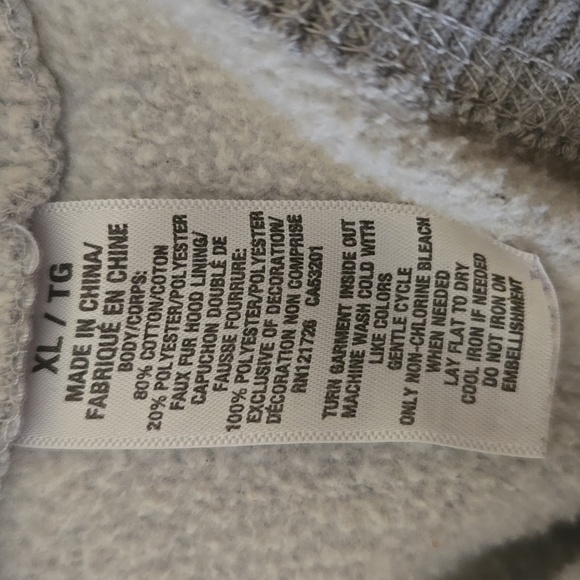 XL / TG
MADE IN CHINA/
FABRIQUÉ EN CHINE
BODY/CORPS:
80% COTTON/COTON
20% POLYESTER/POLYESTER
FAUX FUR HOOD LINING/
CAPUCHON DOUBLÉ DE
FAUSSE FOURRURE:
100% POLYESTER/POLYESTER
EXCLUSIVE OF DECORATION/
DÉCORATION NON COMPRISE
RN121726 CA53201
TURN GARMENT INSIDE OUT
MACHINE WASH COLD WITH
LIKE COLORS
GENTLE CYCLE
ONLY NON-CHLORINE BLEACH
WHEN NEEDED
LAY FLAT TO DRY
COOL IRON IF NEEDED
DO NOT IRON ON
EMBELLISHMENT